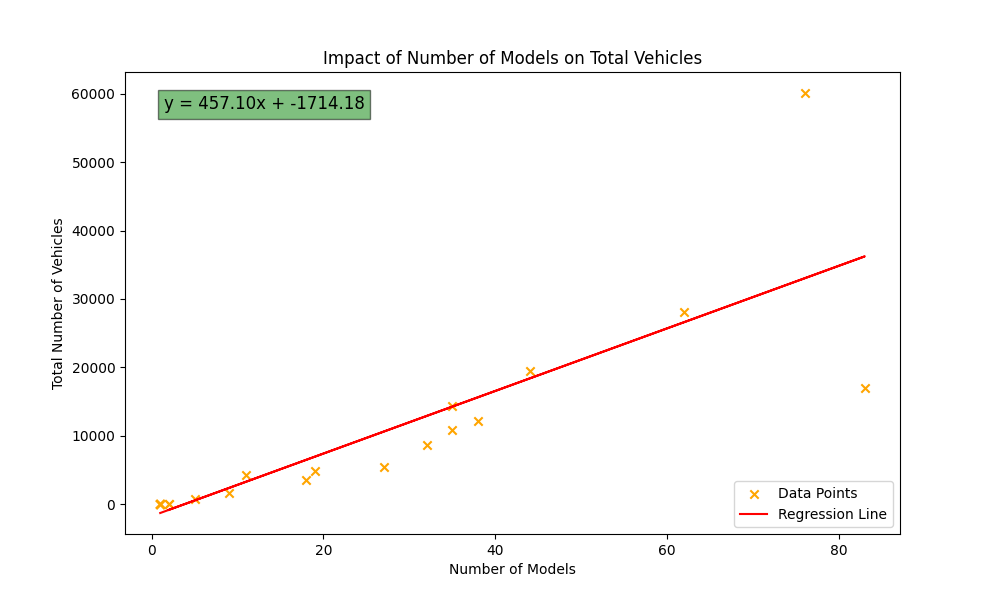 Impact of Number of Models on Total Vehicles
y = 457.10x + -1714.18
Total Number of Vehicles
60000
50000
40000
30000
20000
10000
0
0 20 40 60 80
Number of Models
Data Points
Regression Line